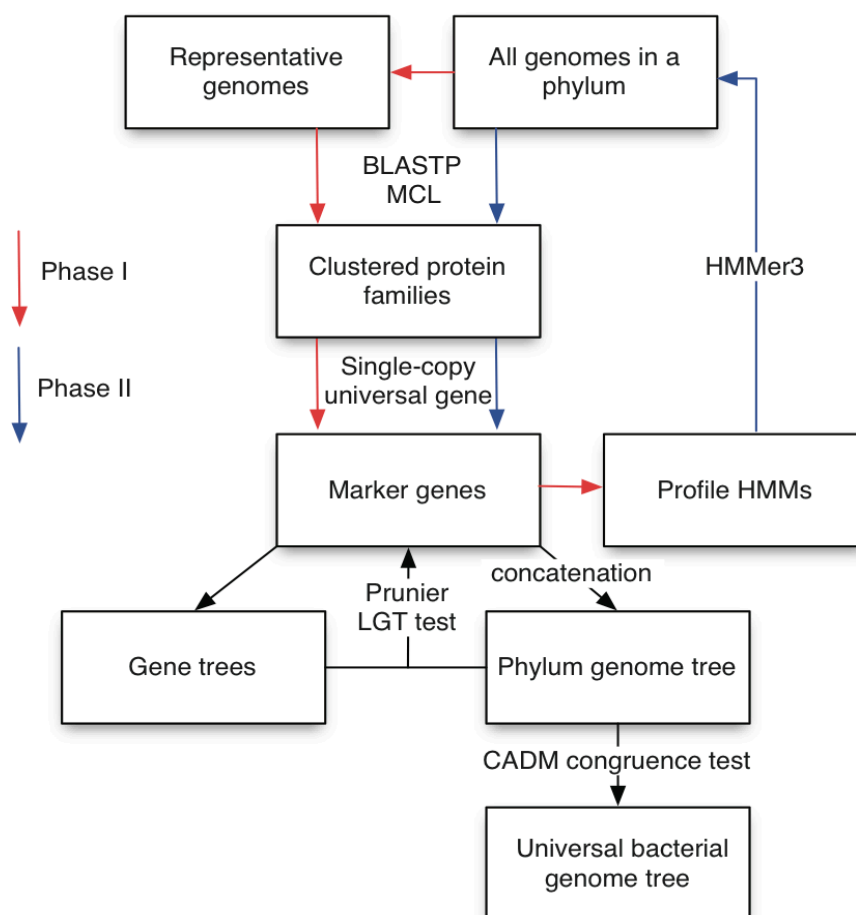 Representative
genomes
All genomes in a
phylum
BLASTP
MCL
Phase I
Clustered protein
families
HMMer3
Phase II
Single-copy
universal gene
Marker genes
Profile HMMs
concatenation
Prunier
LGT test
Gene trees
Phylum genome tree
CADM congruence test
Universal bacterial
genome tree